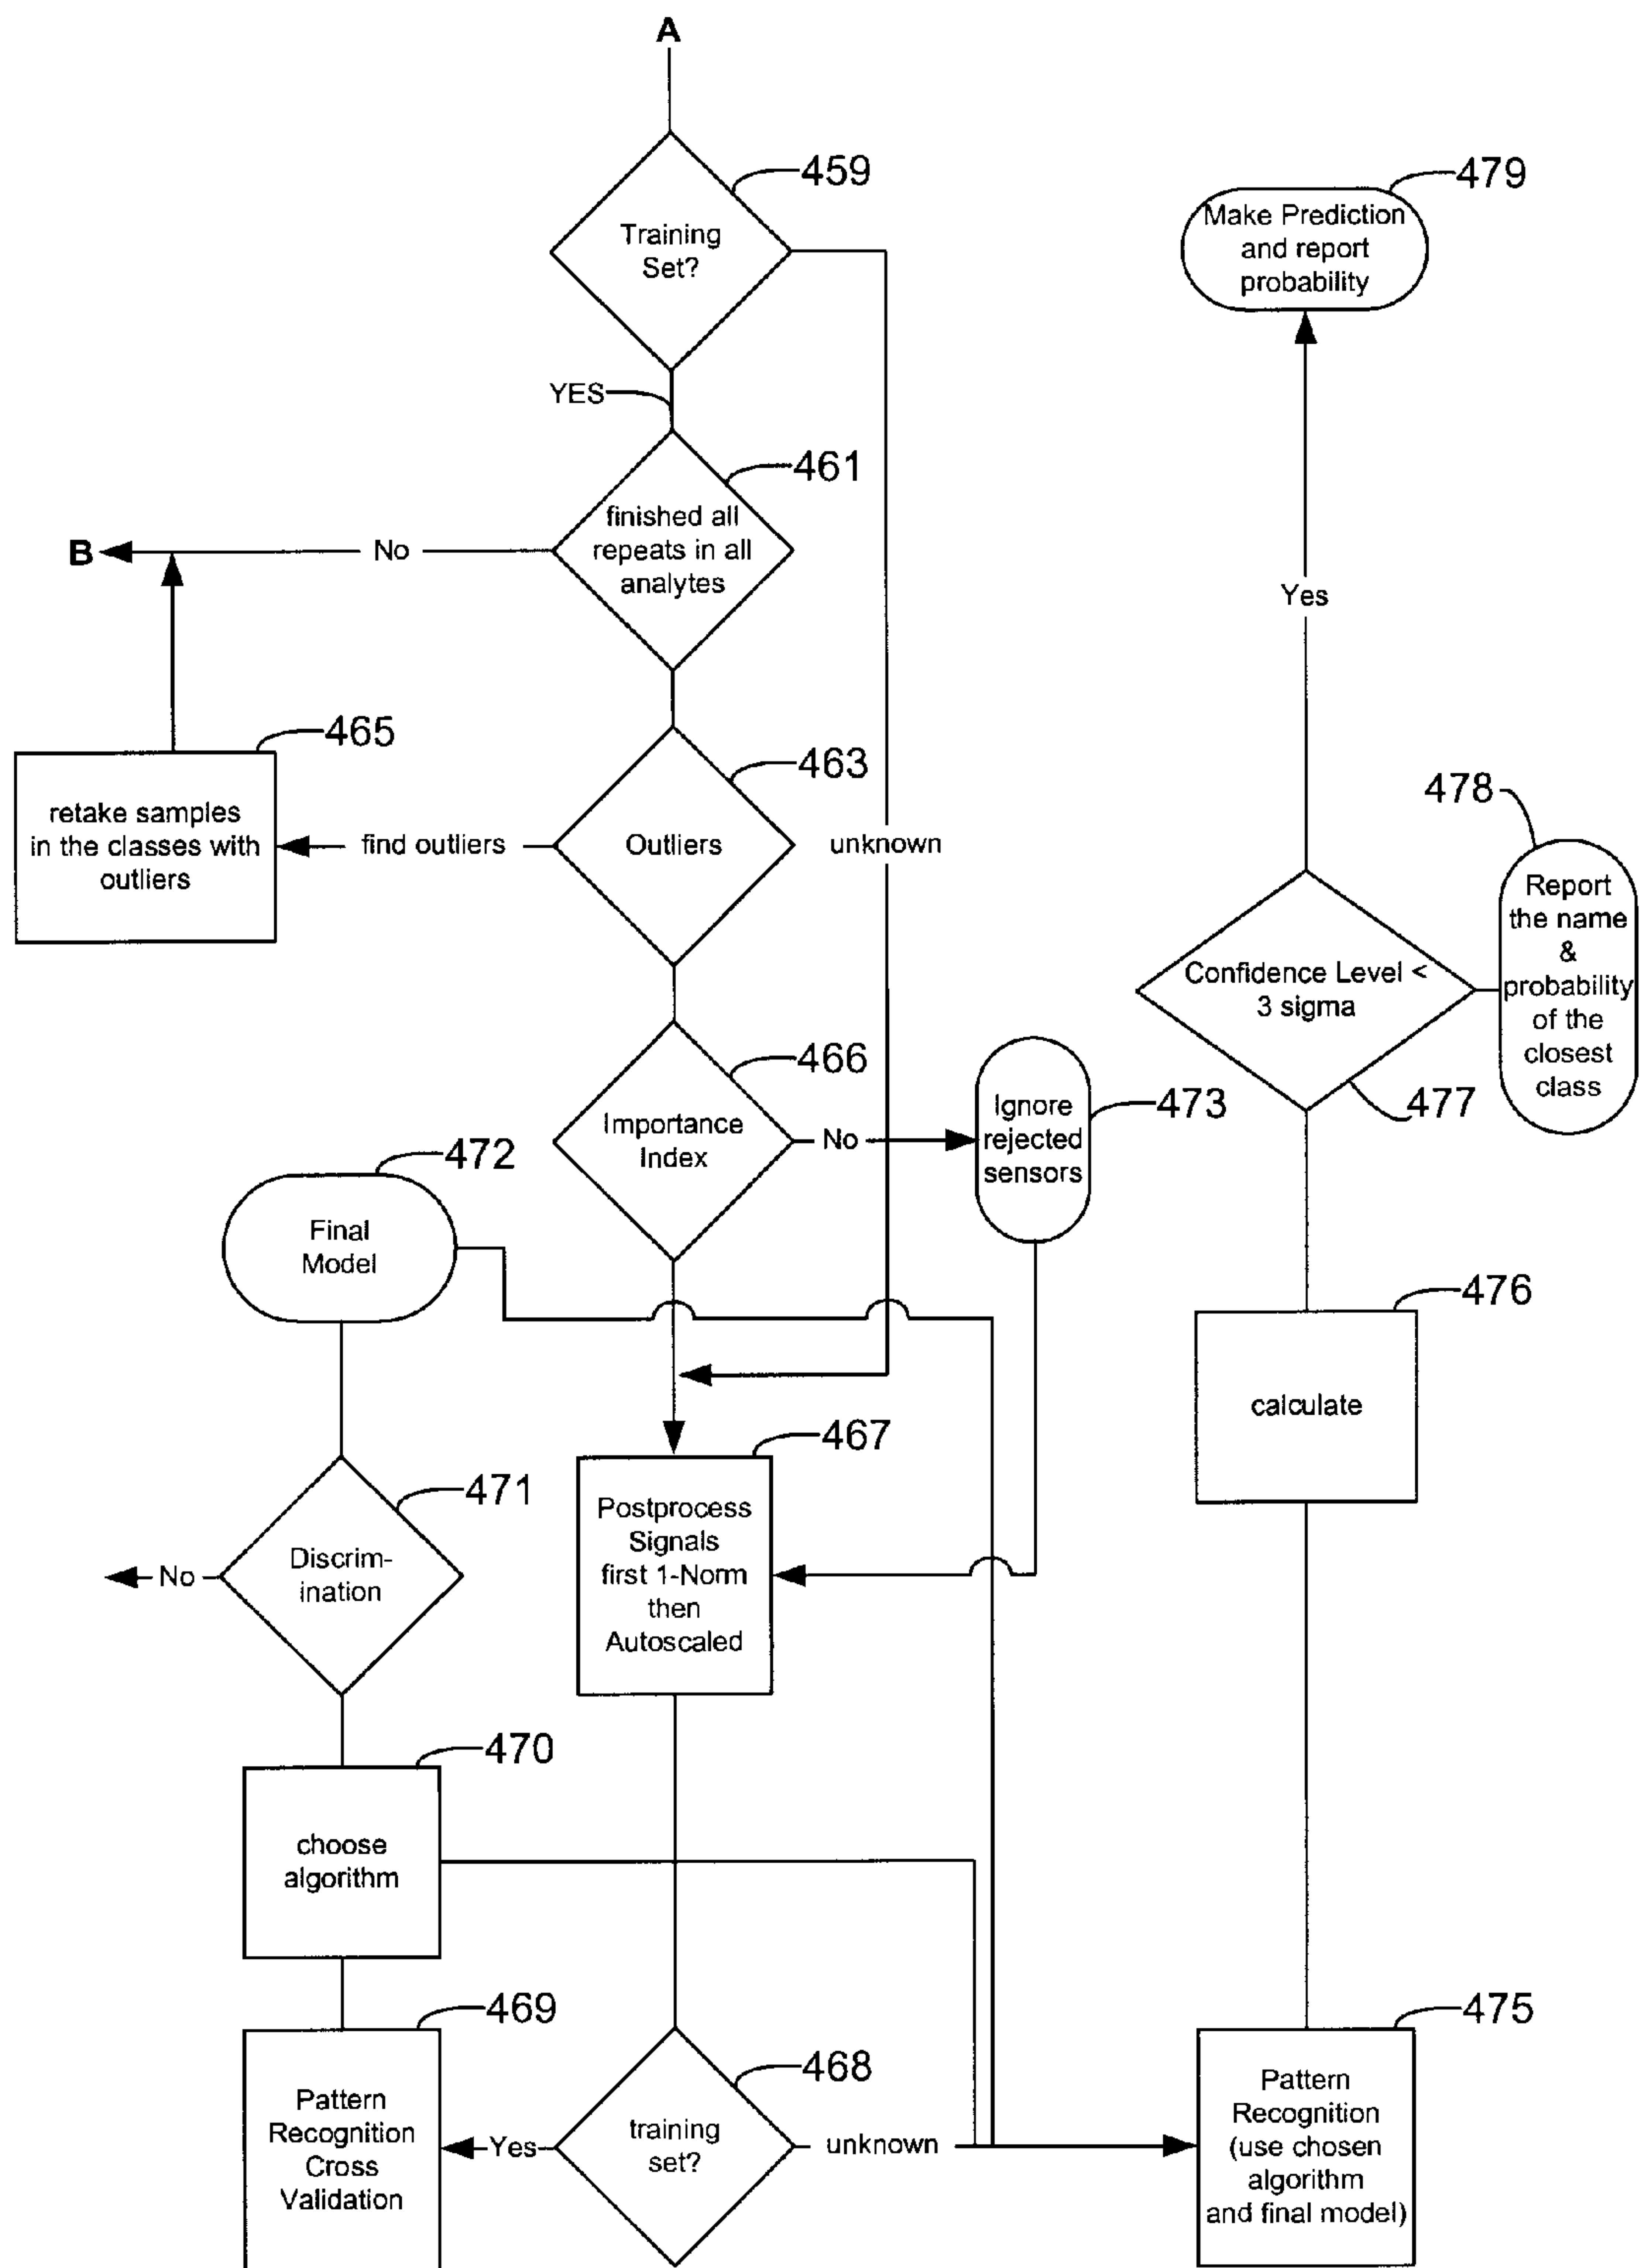 A
459
Training
Set?
YES
461
finished all
repeats in all
analytes
No
B
465
retake samples
in the classes with
outliers
find outliers
463
Outliers
unknown
466
Importance
Index
No
473
Ignore
rejected
sensors
472
Final
Model
467
Postprocess
Signals
first 1-Norm
then
Autoscaled
471
Discrim-
ination
No
470
choose
algorithm
469
Pattern
Recognition
Cross
Validation
Yes
468
training
set?
unknown
479
Make Prediction
and report
probability
Yes
478
Report
the name
&
probability
of the
closest
class
Confidence Level <
3 sigma
477
476
calculate
475
Pattern
Recognition
(use chosen
algorithm
and final model)